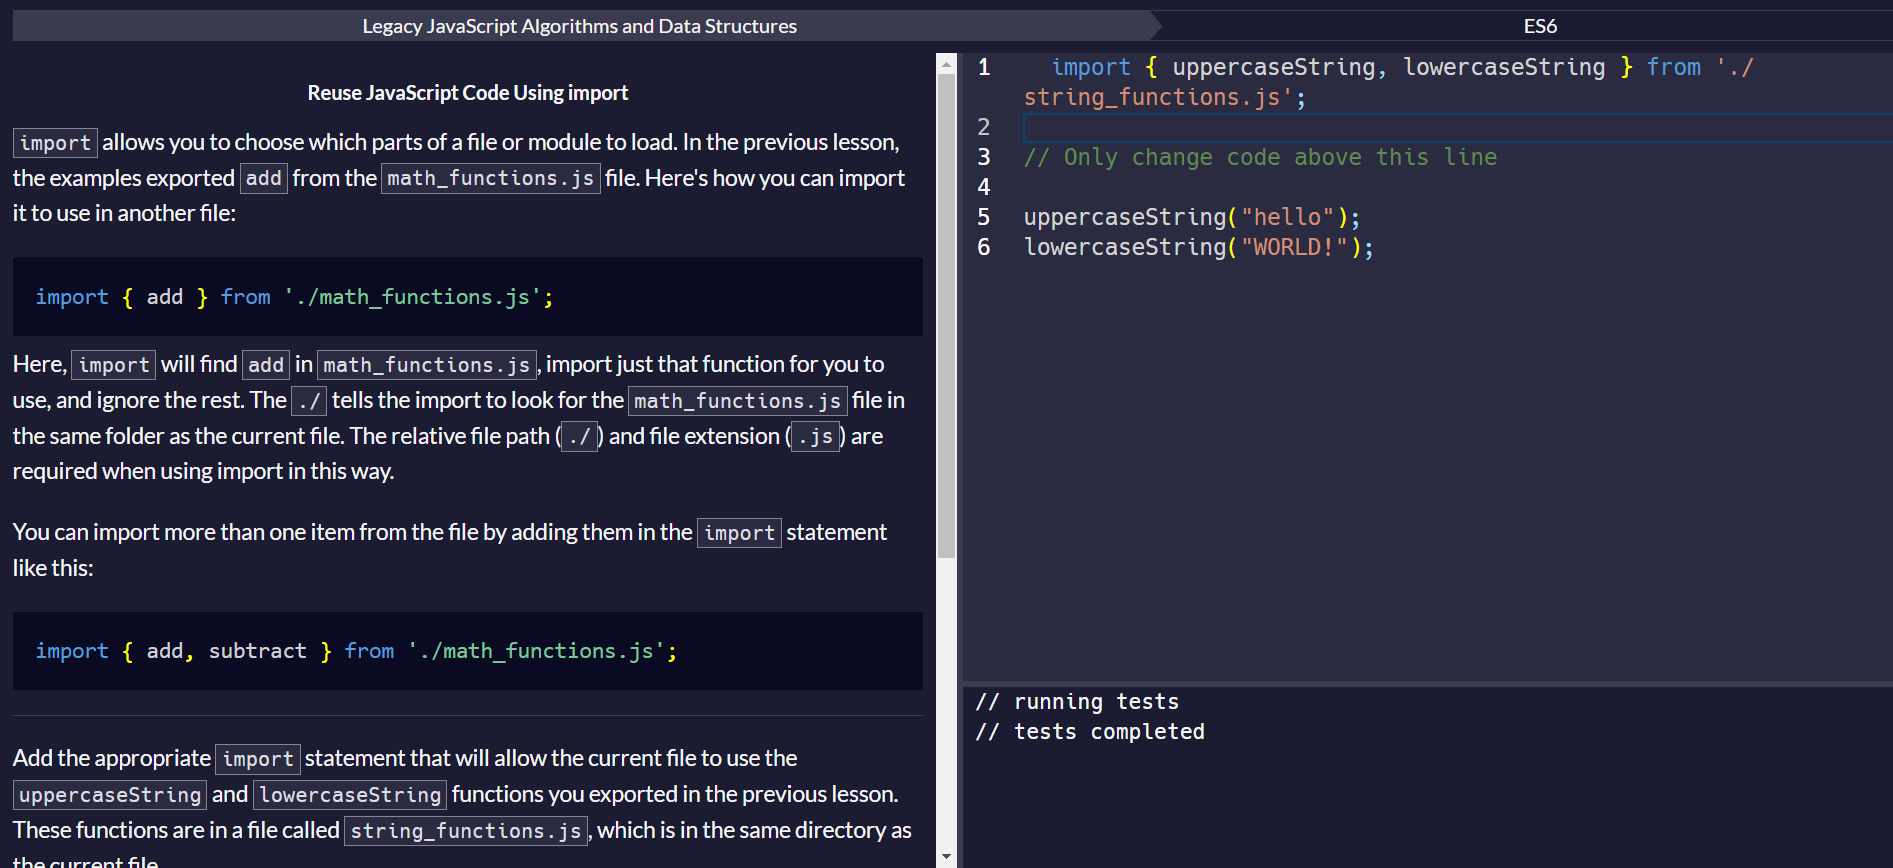 Legacy JavaScript Algorithms and Data Structures
ES6
Reuse JavaScript Code Using import
import allows you to choose which parts of a file or module to load. In the previous lesson,
the examples exported add from the math_functions.js file. Here's how you can import
it to use in another file:
import { add } from './math_functions.js';
Here, import will find add in math_functions.js, import just that function for you to
use, and ignore the rest. The ./ tells the import to look for the math_functions.js file in
the same folder as the current file. The relative file path (./) and file extension (.js) are
required when using import in this way.
You can import more than one item from the file by adding them in the import statement
like this:
import { add, subtract } from './math_functions.js';
Add the appropriate import statement that will allow the current file to use the
uppercaseString and lowercaseString functions you exported in the previous lesson.
These functions are in a file called string_functions.js, which is in the same directory as
the current file.
1 import { uppercaseString, lowercaseString } from './
string_functions.js';
2
3 // Only change code above this line
4
5 uppercaseString("hello");
6 lowercaseString("WORLD!");
// running tests
// tests completed